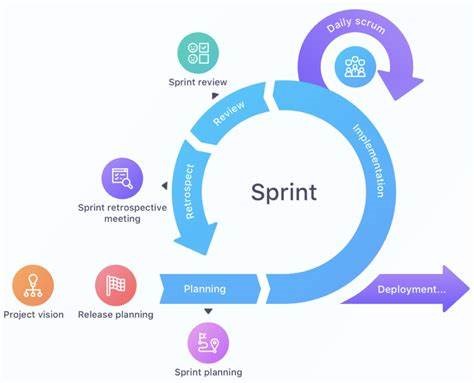 Daily scrum
Sprint review
Review
Implementation
Retrospect
Sprint
Sprint retrospective
meeting
Planning
Deployment...
Project vision
Release planning
Sprint planning